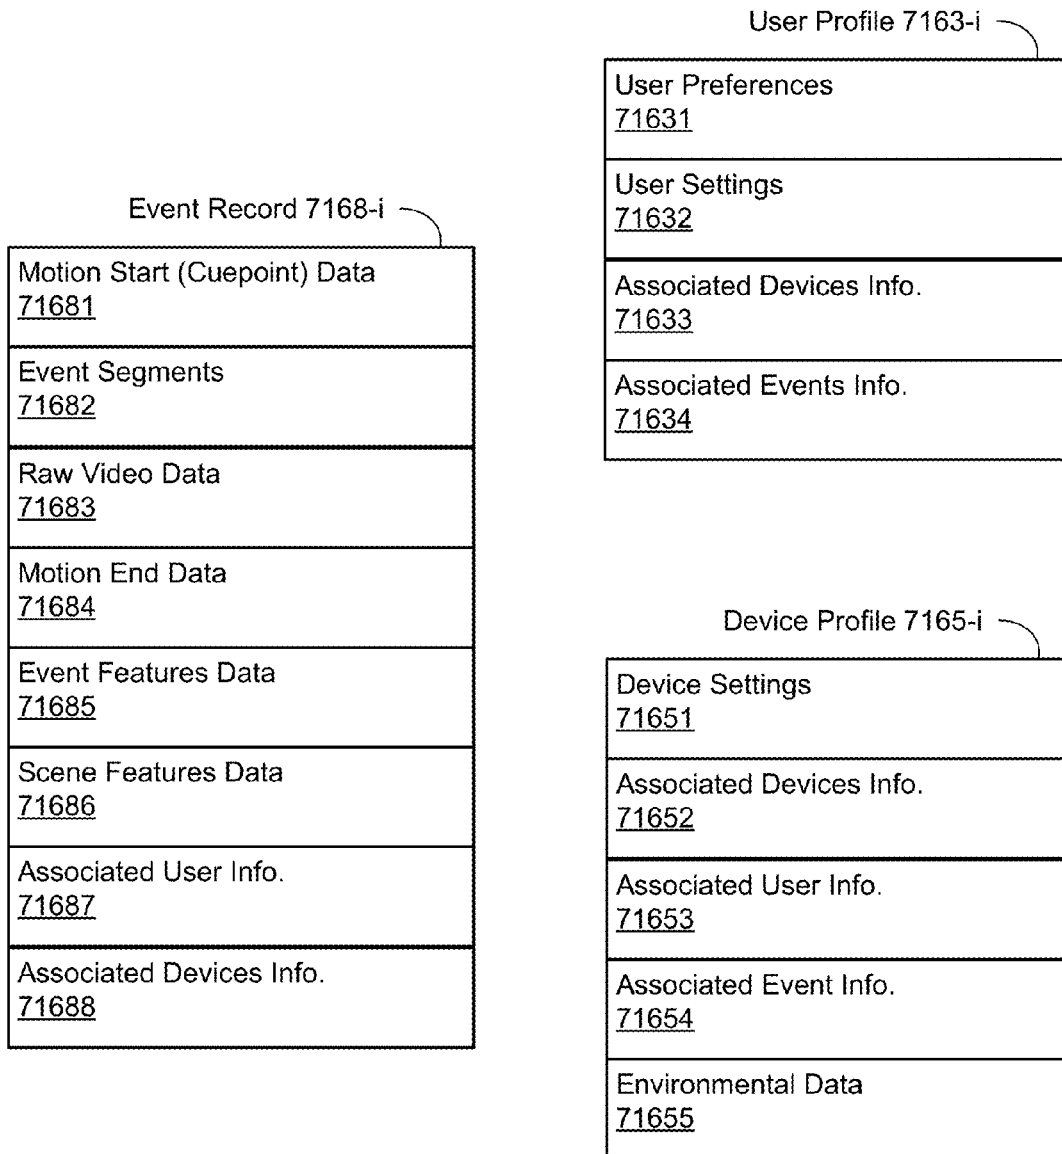 Event Record 7168-i
Motion Start (Cuepoint) Data
71681
Event Segments
71682
Raw Video Data
71683
Motion End Data
71684
Event Features Data
71685
Scene Features Data
71686
Associated User Info.
71687
Associated Devices Info.
71688
User Profile 7163-i
User Preferences
71631
User Settings
71632
Associated Devices Info.
71633
Associated Events Info.
71634
Device Profile 7165-i
Device Settings
71651
Associated Devices Info.
71652
Associated User Info.
71653
Associated Event Info.
71654
Environmental Data
71655